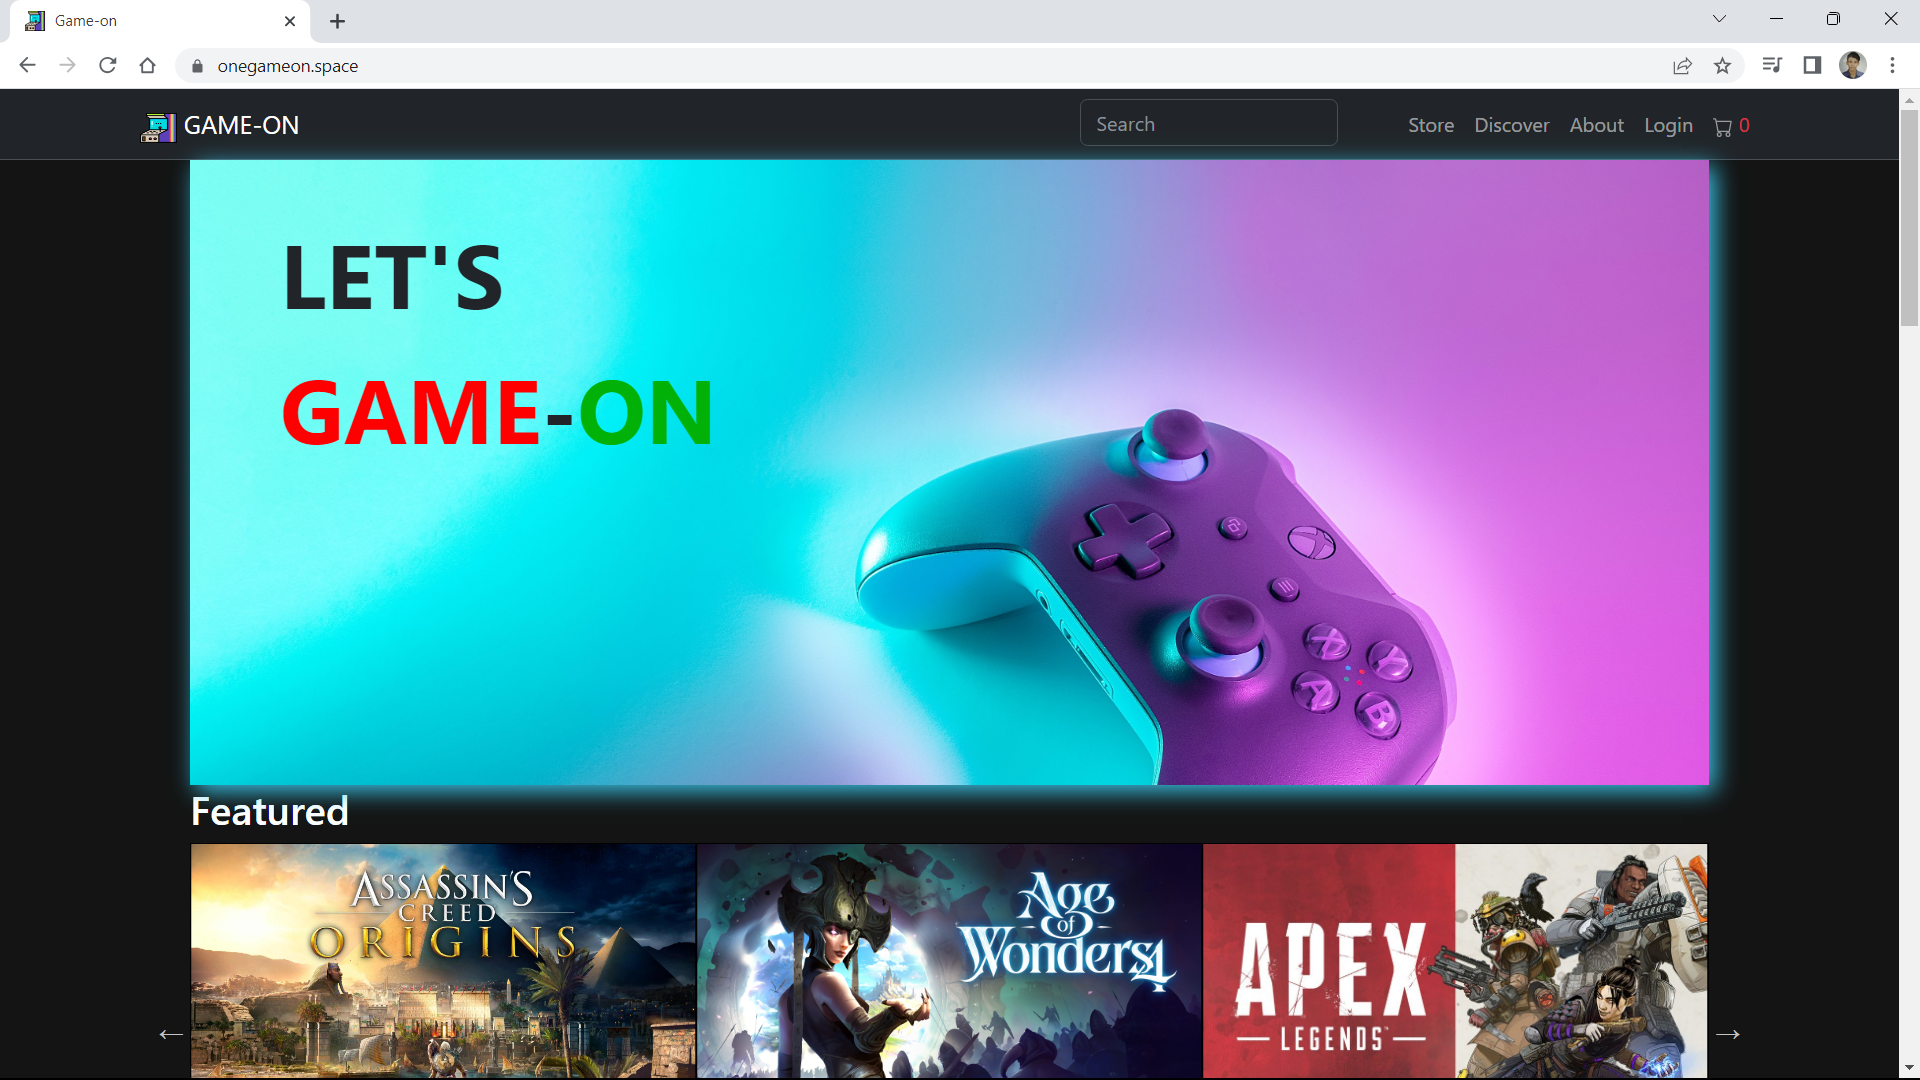 Game-on
onegameon.space
GAME-ON
Search
Store Discover About Login 0
LET'S
GAME-ON
X
Y
A
B
Featured
ASSASSIN'S
CREED
ORIGINS
Age
of
Wonders 4
APEX
LEGENDS